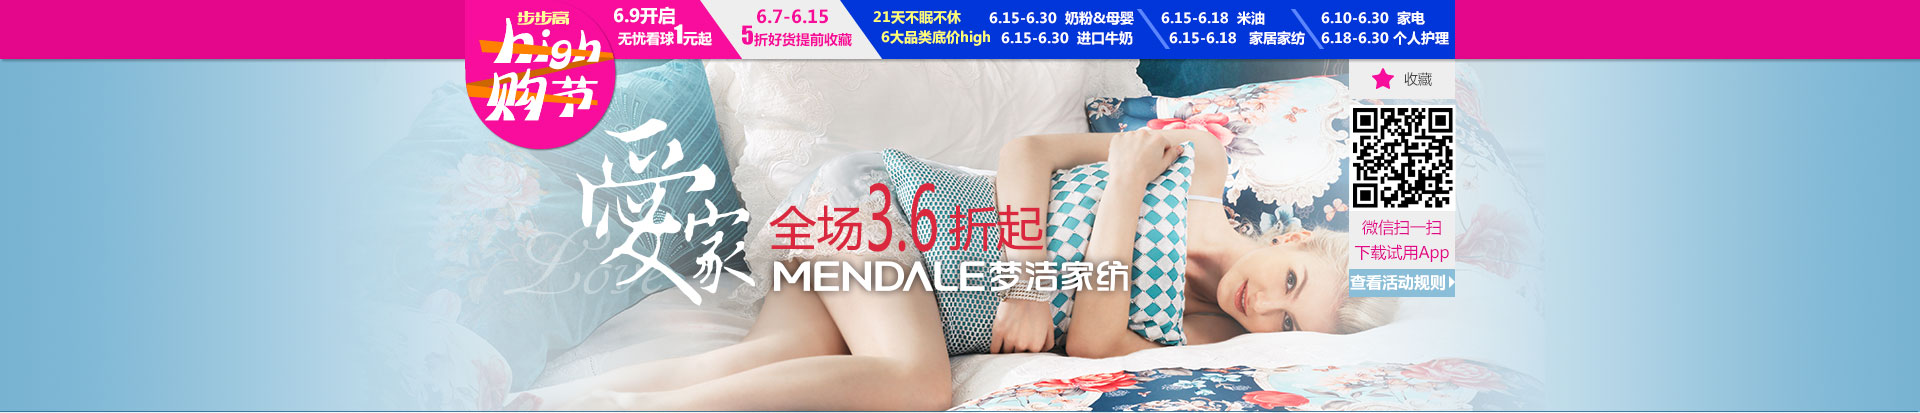 步步高
high
购节
6.9开启
无忧看球1元起
6.7-6.15
5折好货提前收藏
21天不眠不休
6大品类底价high
6.15-6.30 奶粉&母婴
6.15-6.30 进口牛奶
6.15-6.18 米油
6.15-6.18 家居家纺
6.10-6.30 家电
6.18-6.30 个人护理
收藏
微信扫一扫
下载试用App
查看活动规则
愛家
Love
全场3.6折起
MENDALE梦洁家纺